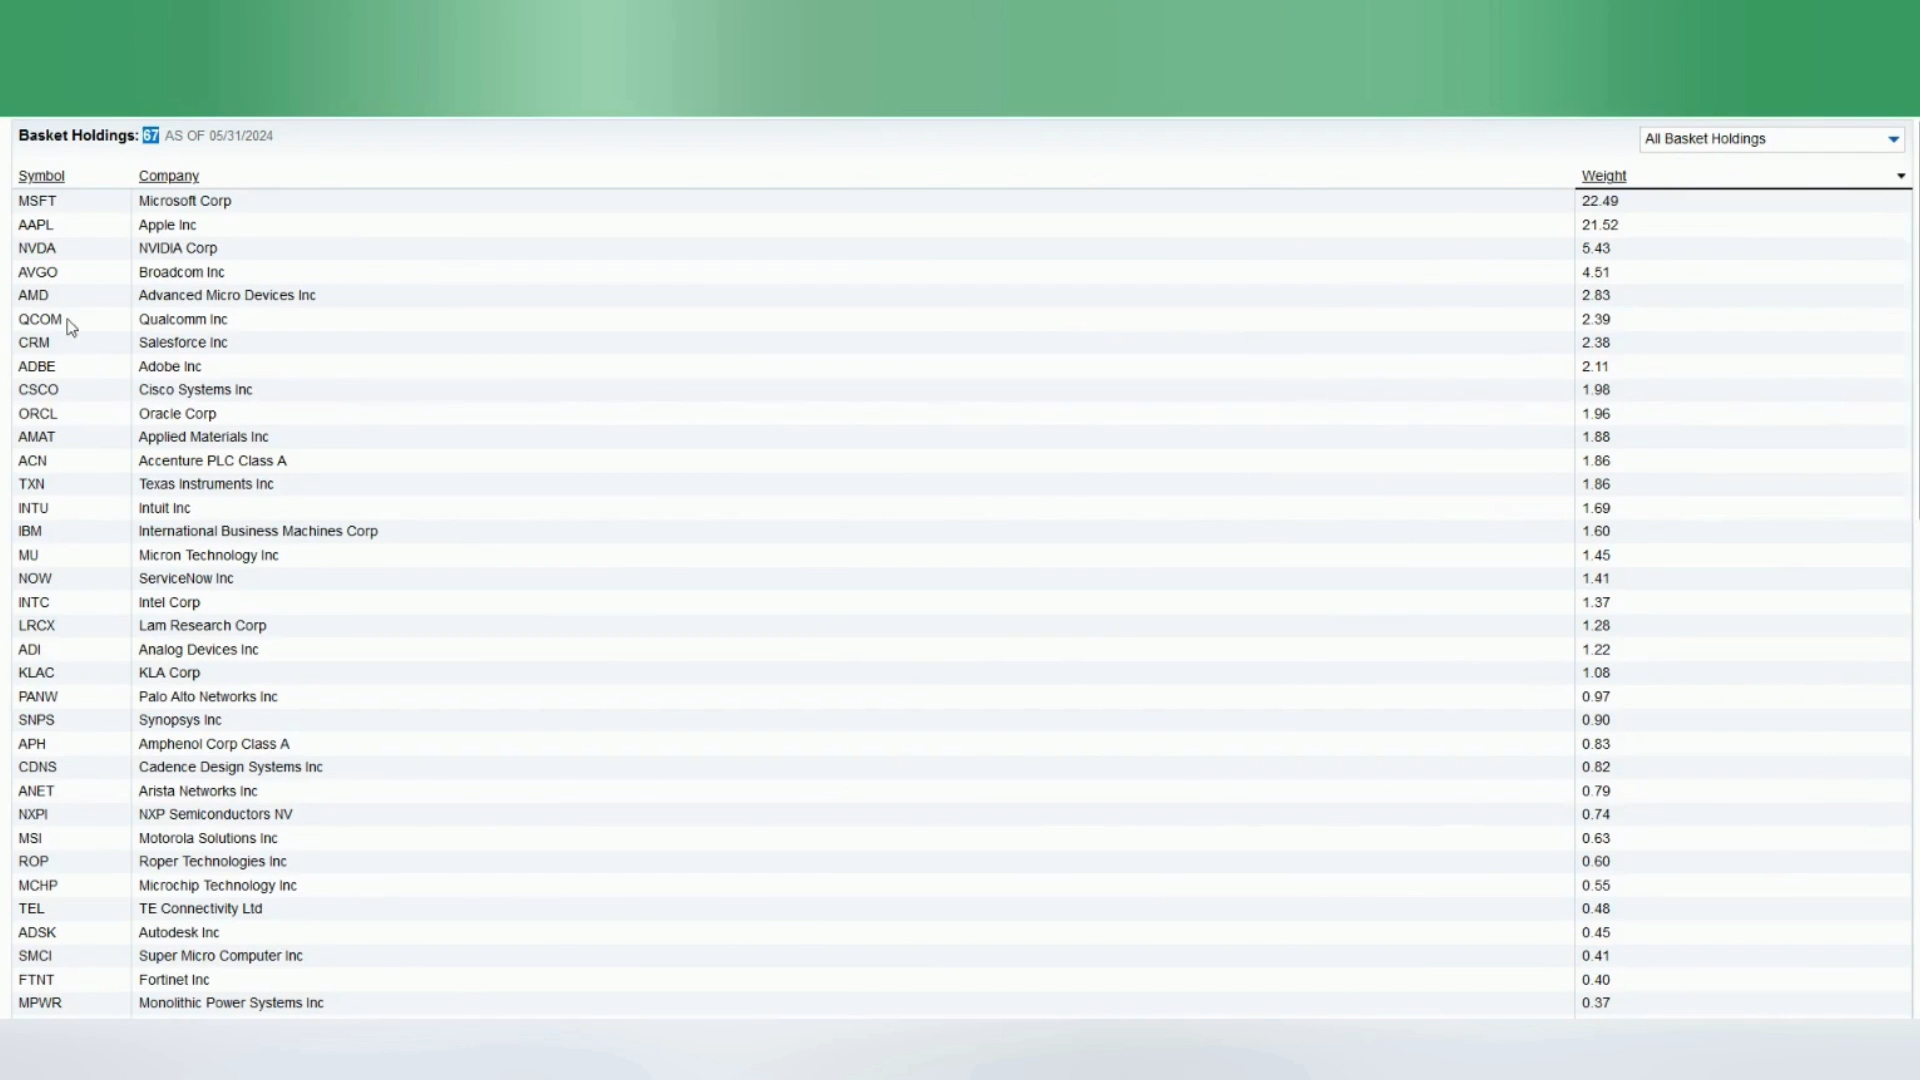 Basket Holdings: 67 AS OF 05/31/2024
All Basket Holdings
Symbol Company Weight
MSFT Microsoft Corp 22.49
AAPL Apple Inc 21.52
NVDA NVIDIA Corp 5.43
AVGO Broadcom Inc 4.51
AMD Advanced Micro Devices Inc 2.83
QCOM Qualcomm Inc 2.39
CRM Salesforce Inc 2.38
ADBE Adobe Inc 2.11
CSCO Cisco Systems Inc 1.98
ORCL Oracle Corp 1.96
AMAT Applied Materials Inc 1.88
ACN Accenture PLC Class A 1.86
TXN Texas Instruments Inc 1.86
INTU Intuit Inc 1.69
IBM International Business Machines Corp 1.60
MU Micron Technology Inc 1.45
NOW ServiceNow Inc 1.41
INTC Intel Corp 1.37
LRCX Lam Research Corp 1.28
ADI Analog Devices Inc 1.22
KLAC KLA Corp 1.08
PANW Palo Alto Networks Inc 0.97
SNPS Synopsys Inc 0.90
APH Amphenol Corp Class A 0.83
CDNS Cadence Design Systems Inc 0.82
ANET Arista Networks Inc 0.79
NXPI NXP Semiconductors NV 0.74
MSI Motorola Solutions Inc 0.63
ROP Roper Technologies Inc 0.60
MCHP Microchip Technology Inc 0.55
TEL TE Connectivity Ltd 0.48
ADSK Autodesk Inc 0.45
SMCI Super Micro Computer Inc 0.41
FTNT Fortinet Inc 0.40
MPWR Monolithic Power Systems Inc 0.37